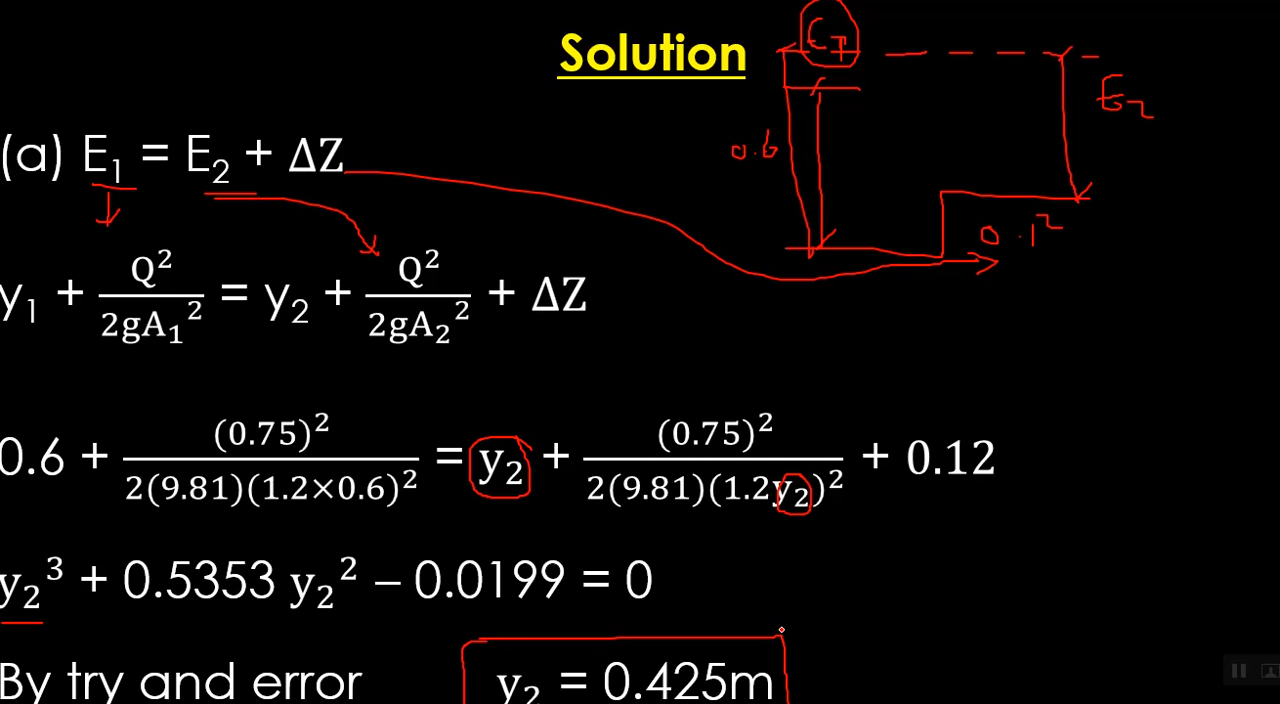 Solution
E₁
0.6
E₂
0.12
(a) E₁ = E₂ + ΔZ
y₁ + Q²/2gA₁² = y₂ + Q²/2gA₂² + ΔZ
0.6 + (0.75)²/2(9.81)(1.2×0.6)² = y₂ + (0.75)²/2(9.81)(1.2y₂)² + 0.12
y₂³ + 0.5353 y₂² – 0.0199 = 0
By try and error y₂ = 0.425m